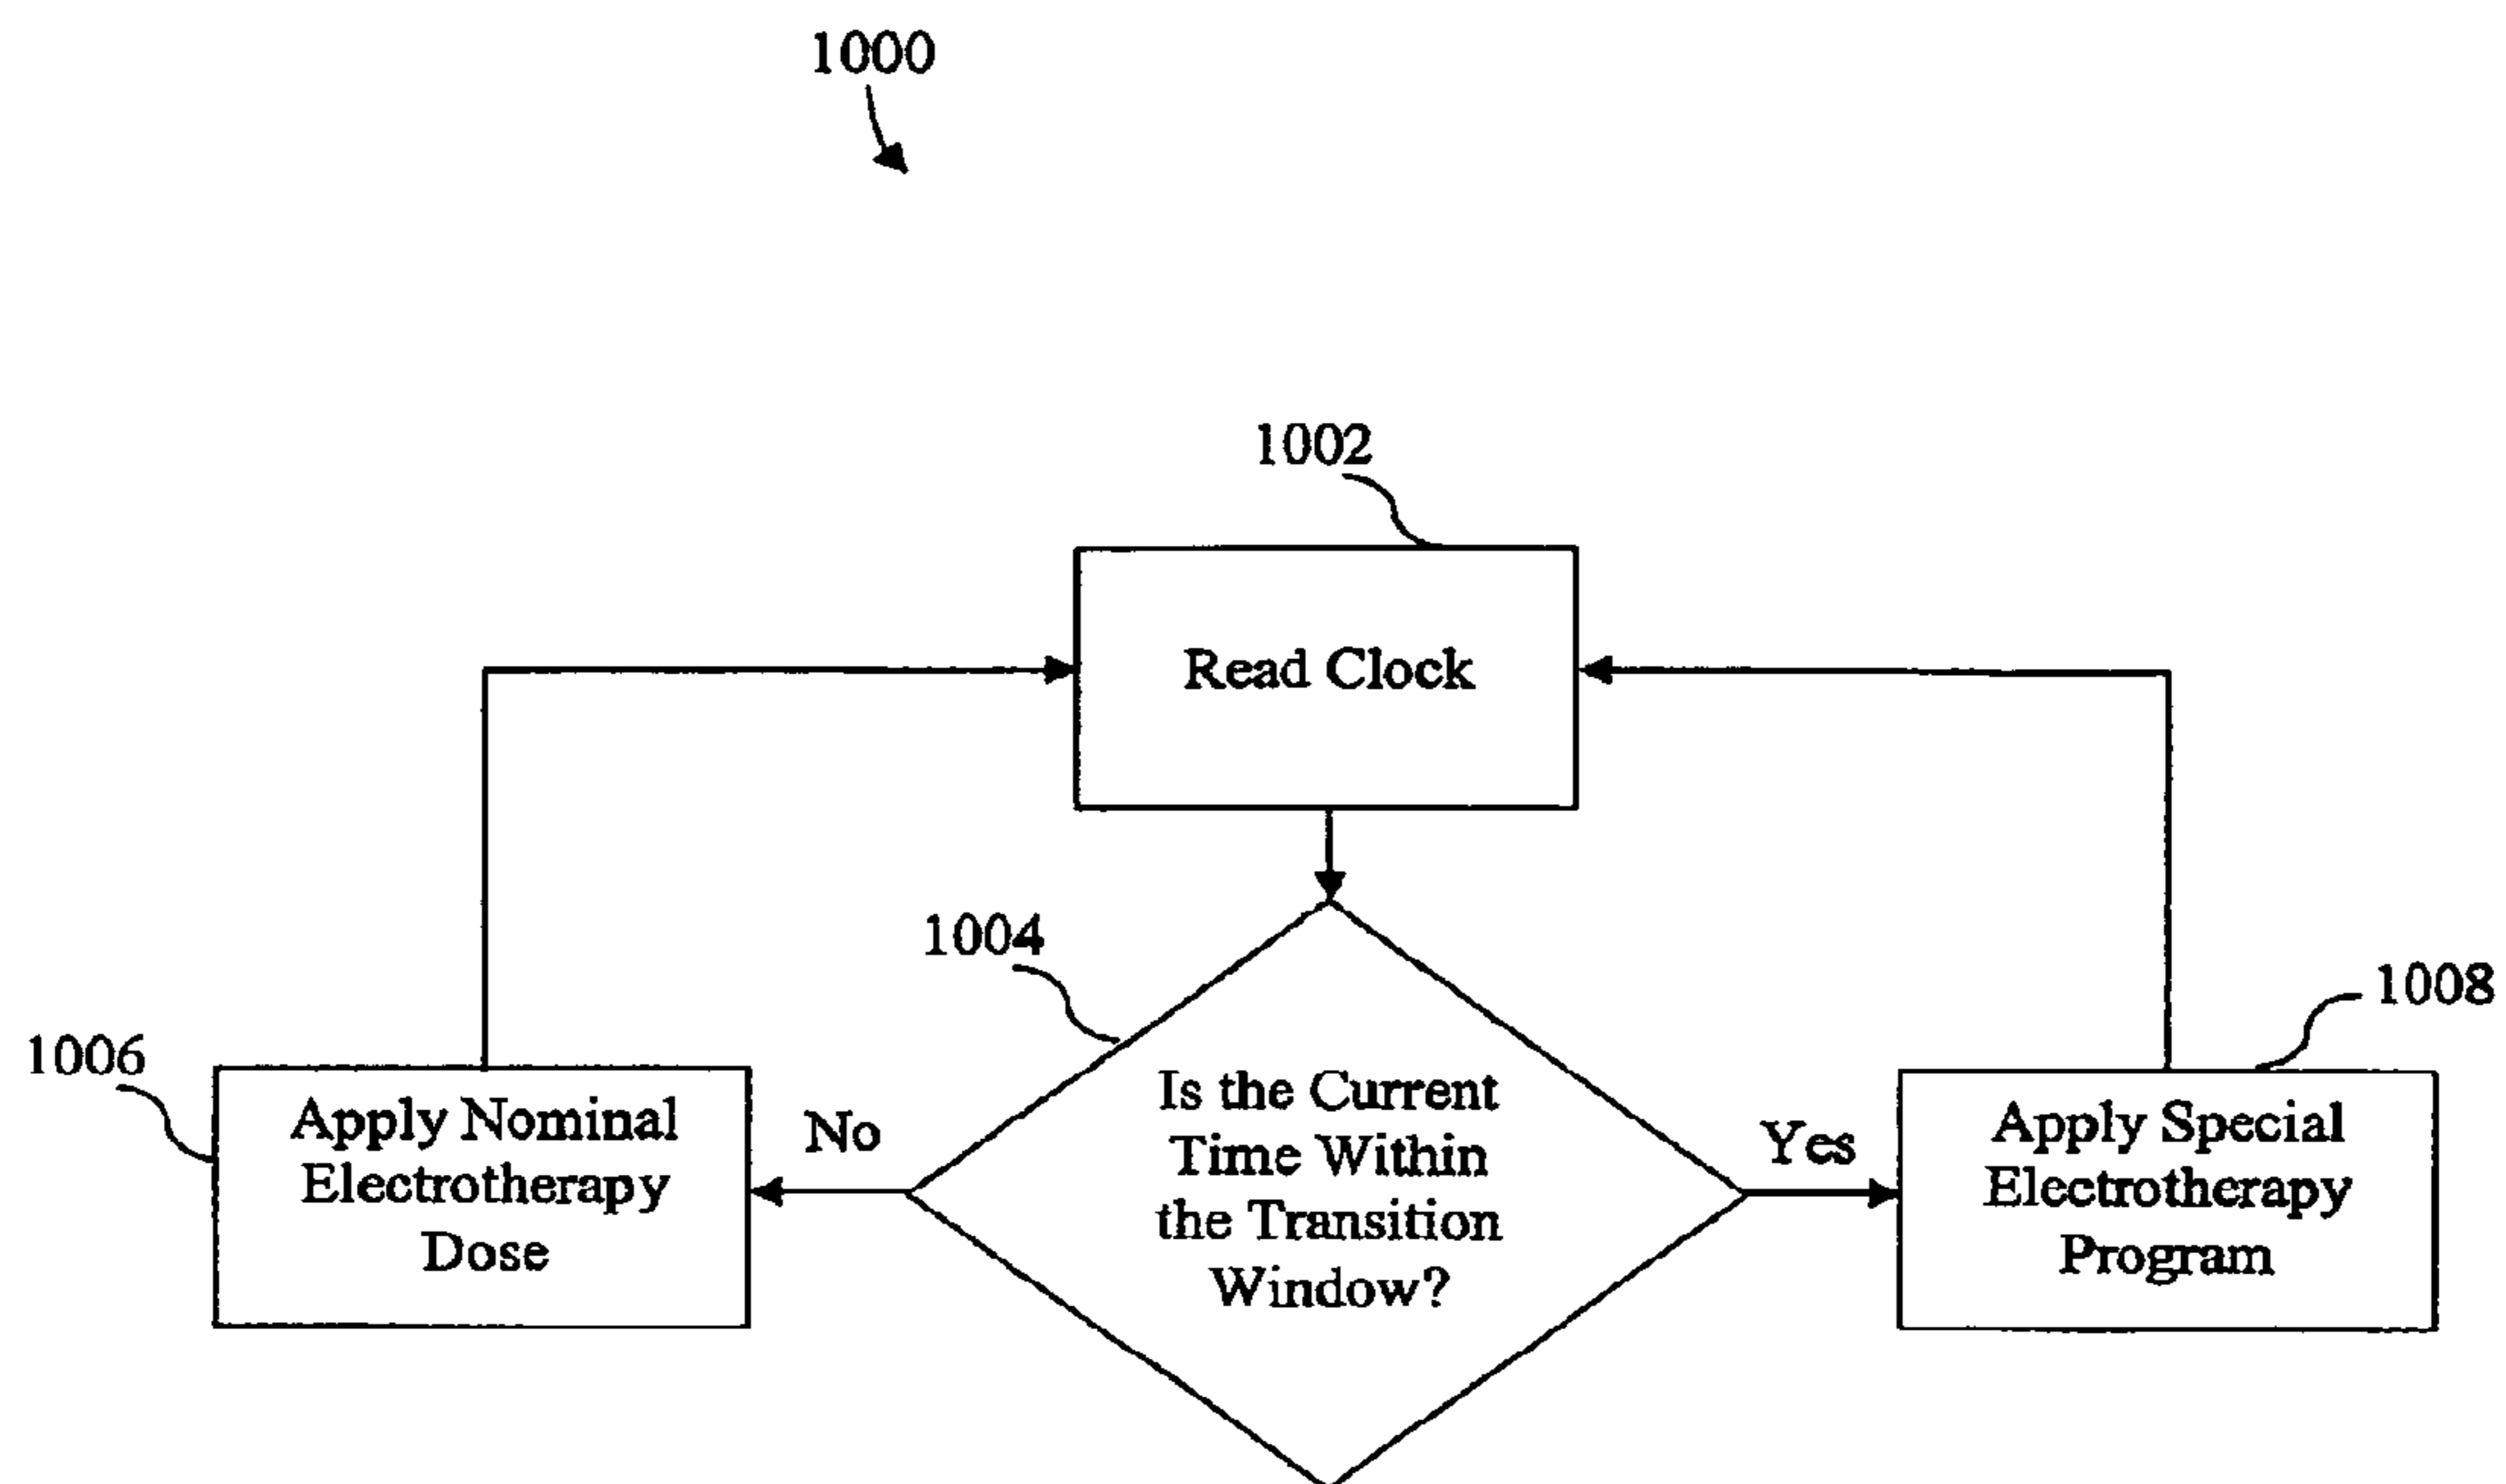 1000
1002
Read Clock
1004
1008
1006
Apply Nominal
Electrotherapy
Dose
No
Is the Current
Time Within
the Transition
Window?
Yes
Apply Special
Electrotherapy
Program